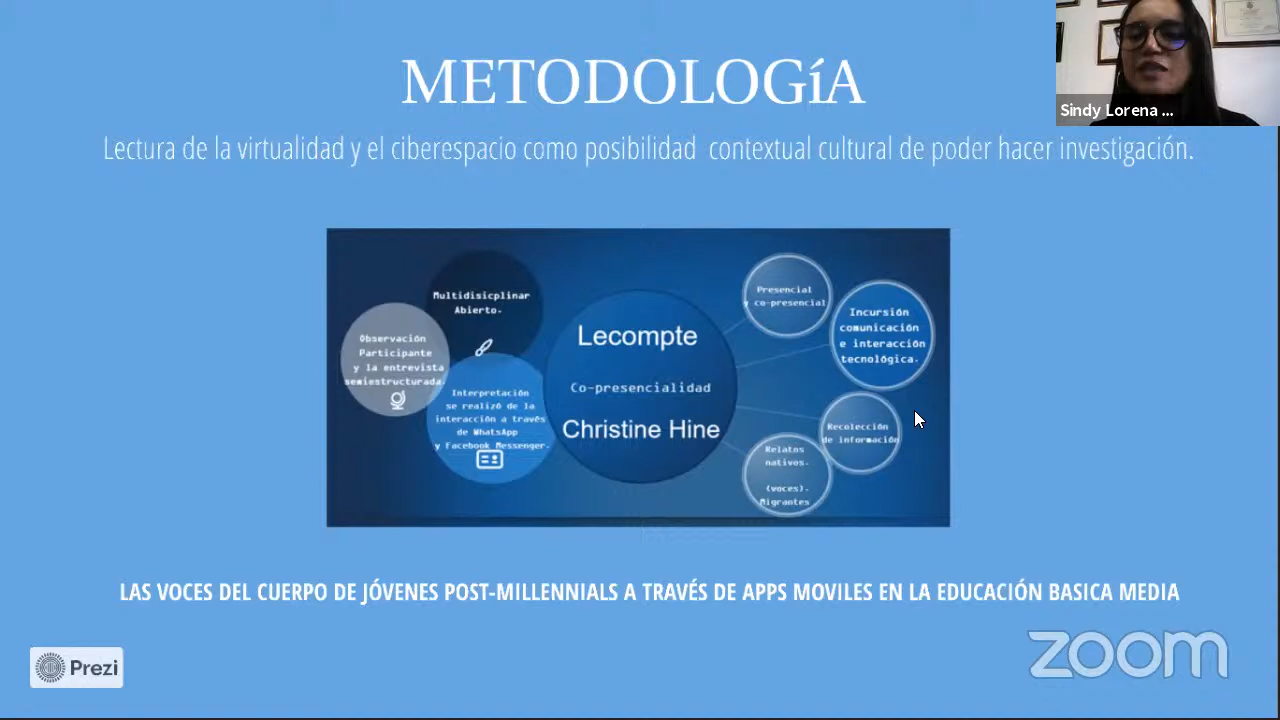 METODOLOGíA
Sindy Lorena ...
Lectura de la virtualidad y el ciberespacio como posibilidad contextual cultural de poder hacer investigación.
Multidisicplinar
Abierto.
Observación
Participante
y la entrevista
semiestructurada.
Interpretación
se realizó de la
interacción a través
de WhatsApp
y Facebook Messenger.
Lecompte
Co-presencialidad
Christine Hine
Presencial
y co-presencial
Incursión
comunicación
e interacción
tecnológica.
Recolección
de información
Relatos
nativos.
(voces).
Migrantes
LAS VOCES DEL CUERPO DE JÓVENES POST-MILLENNIALS A TRAVÉS DE APPS MOVILES EN LA EDUCACIÓN BASICA MEDIA
Prezi
zoom